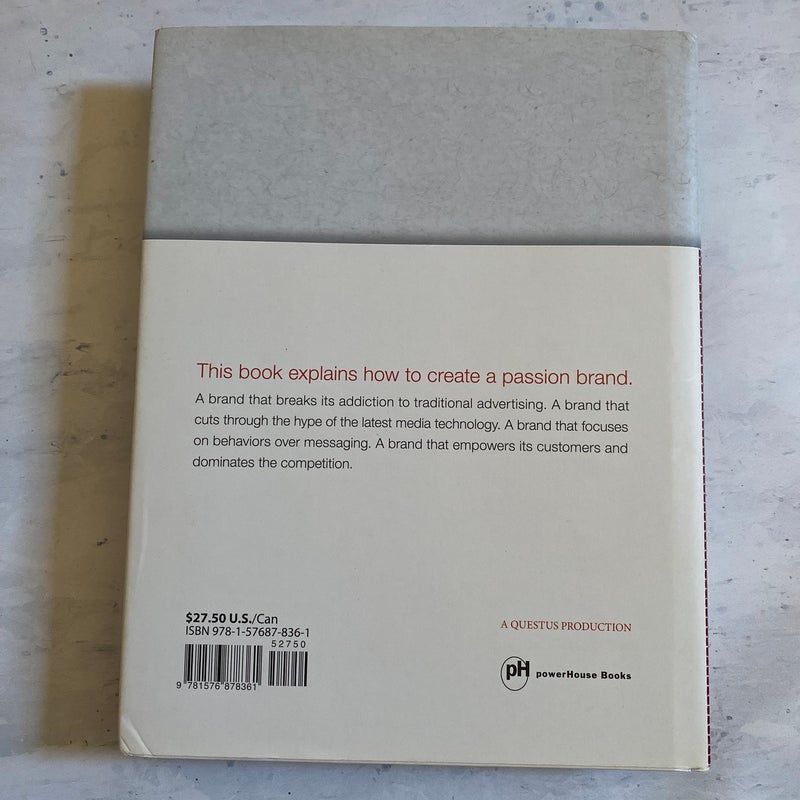 This book explains how to create a passion brand.
A brand that breaks its addiction to traditional advertising. A brand that
cuts through the hype of the latest media technology. A brand that focuses
on behaviors over messaging. A brand that empowers its customers and
dominates the competition.
$27.50 U.S./Can
ISBN 978-1-57687-836-1
52750
9 781576 878361
A QUESTUS PRODUCTION
pH powerHouse Books